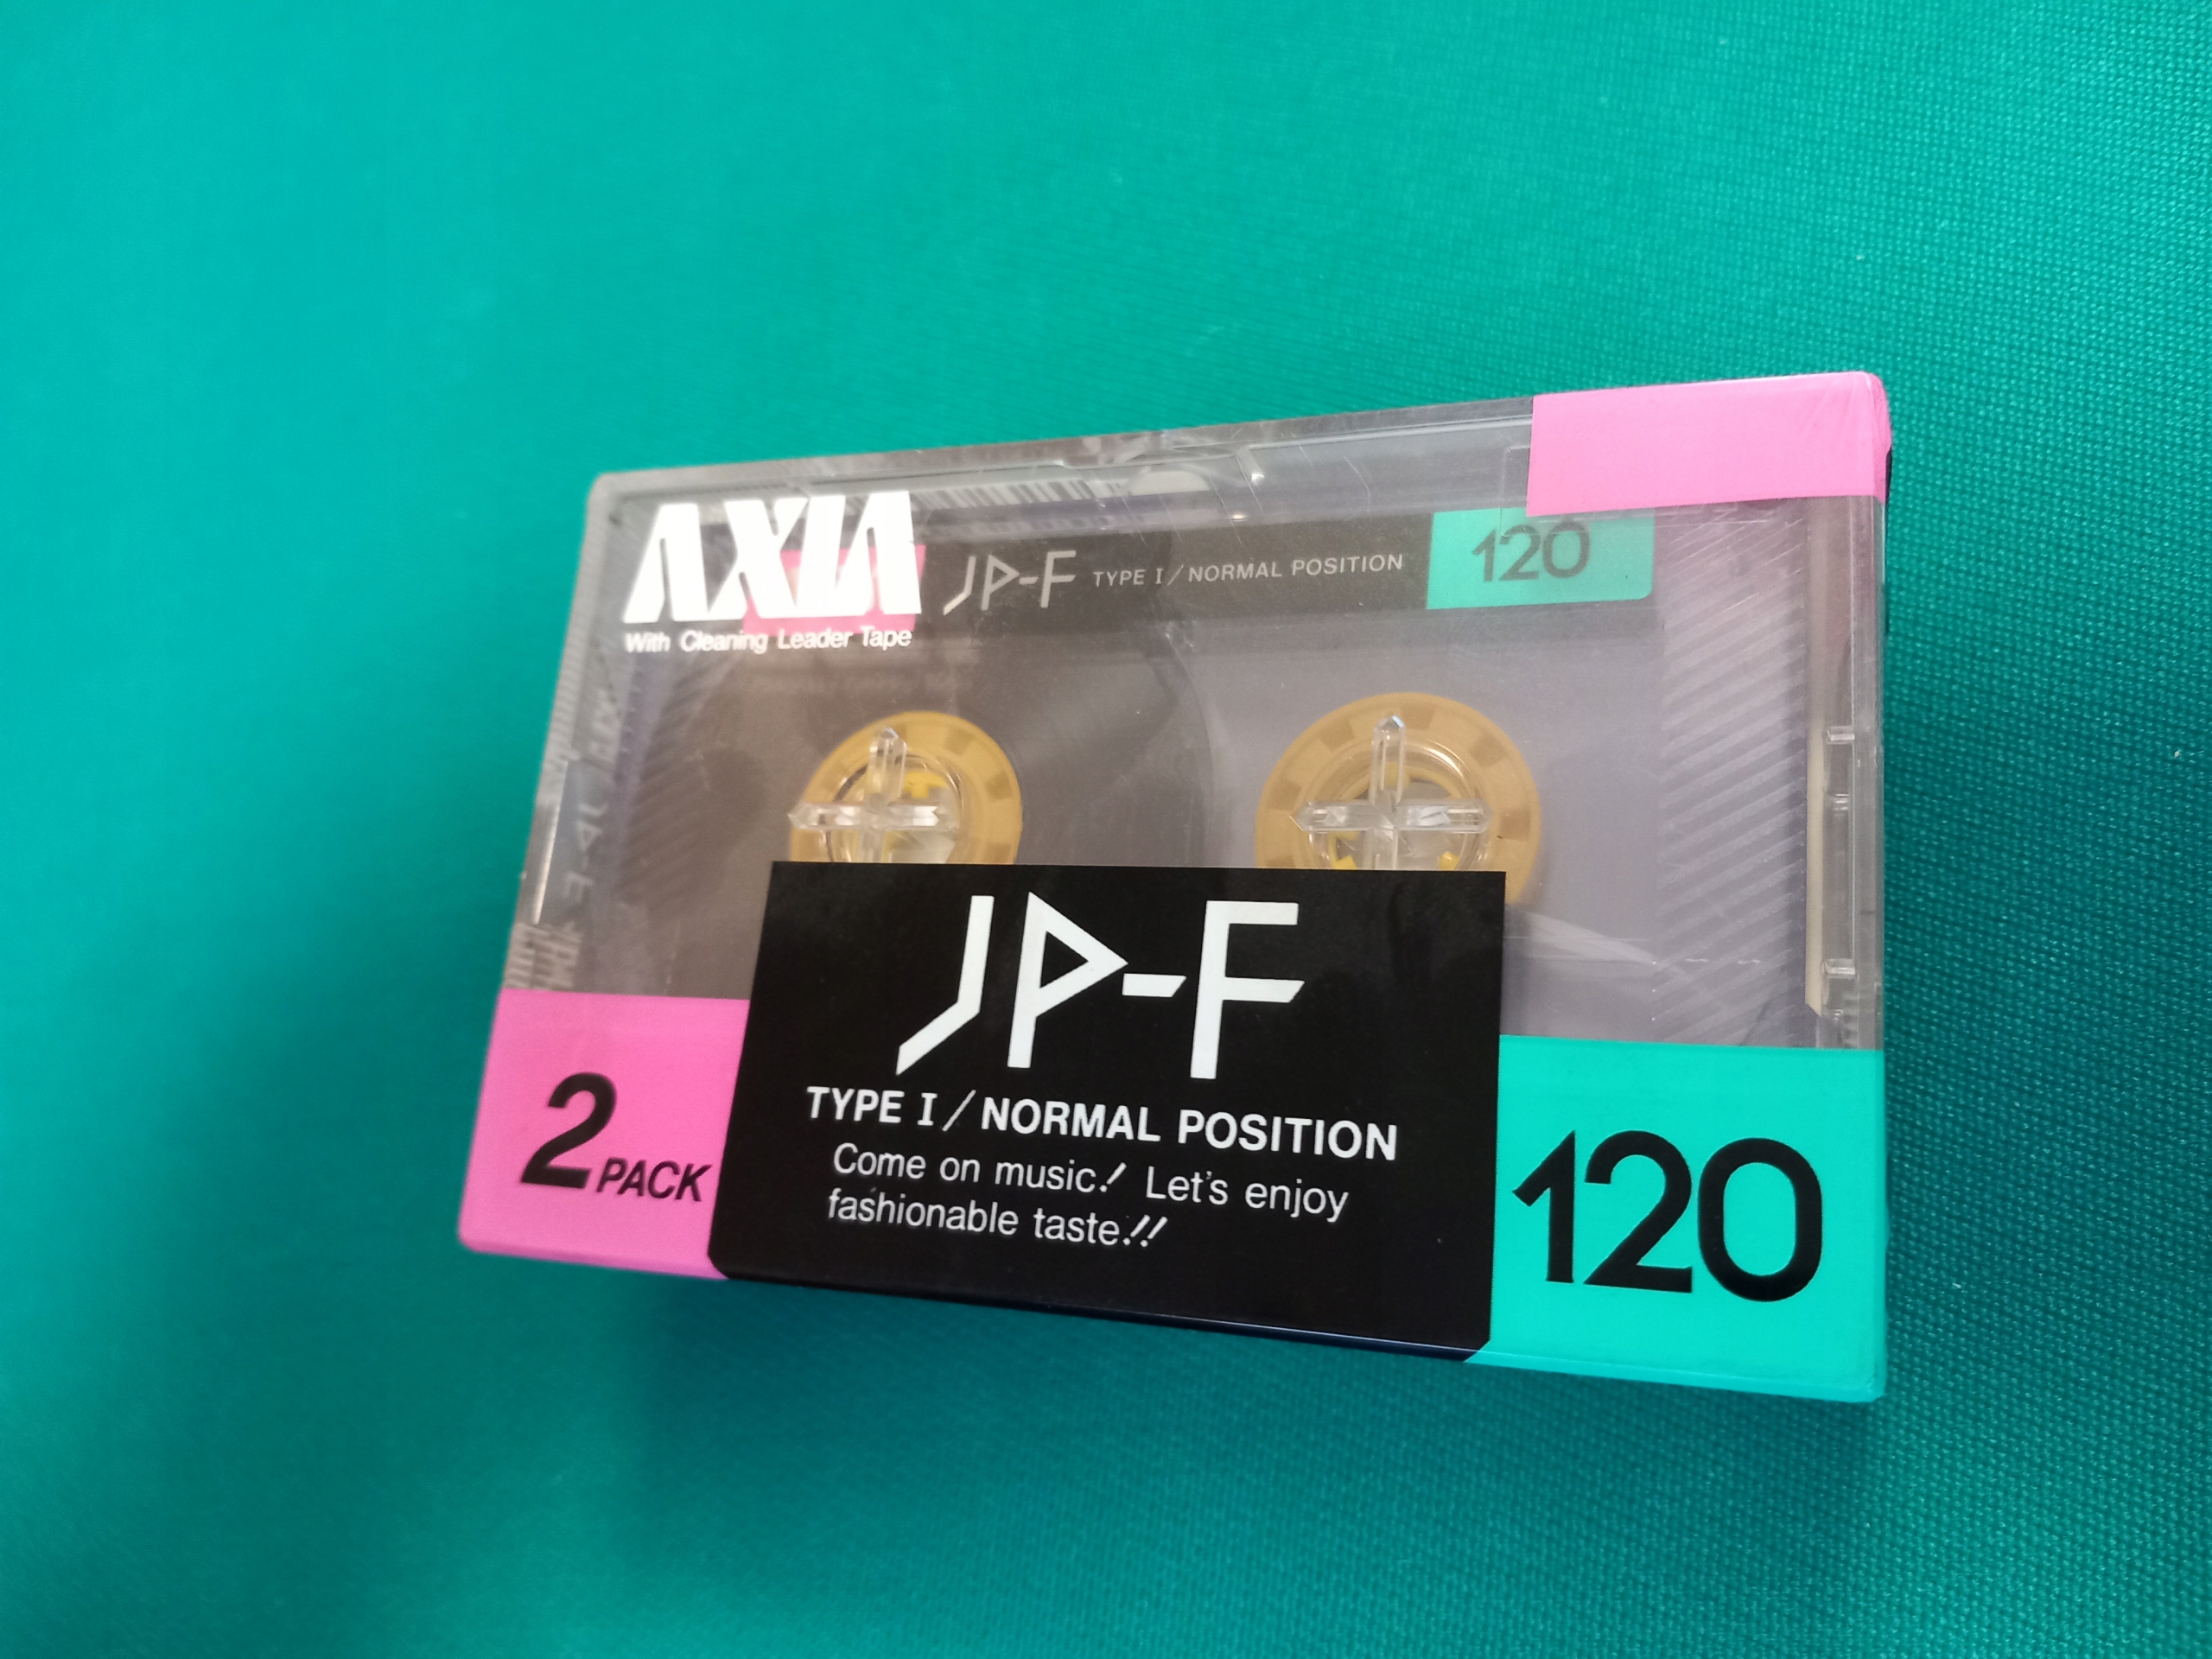 AXIA
With Cleaning Leader Tape
JP-F TYPE I/NORMAL POSITION 120
JP-F
TYPE I/NORMAL POSITION
Come on music! Let's enjoy
fashionable taste!!
2 PACK
120